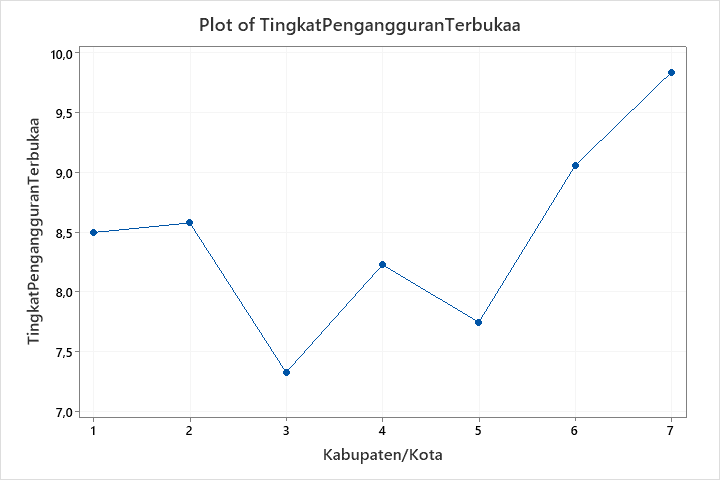 Plot of TingkatPengangguranTerbukaa
TingkatPengangguranTerbukaa
10,0
9,5
9,0
8,5
8,0
7,5
7,0
1 2 3 4 5 6 7
Kabupaten/Kota